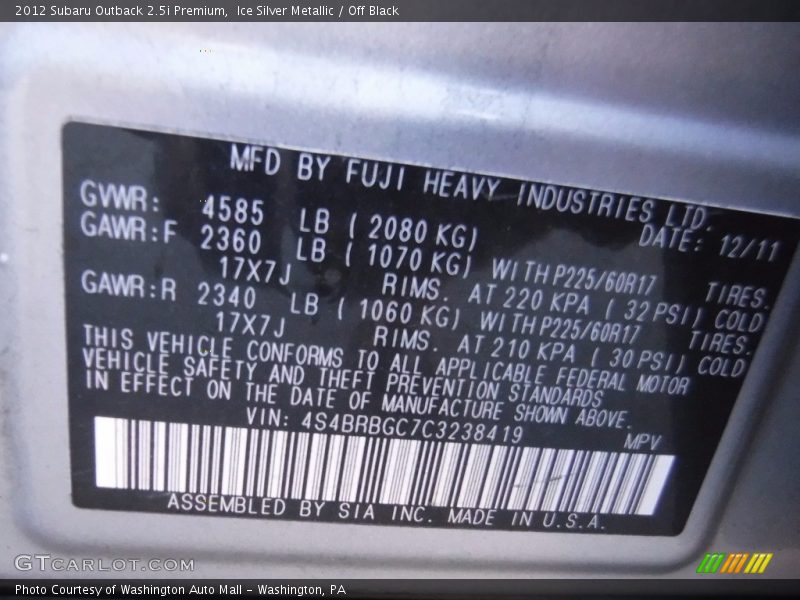 2012 Subaru Outback 2.5i Premium,  Ice Silver Metallic / Off Black
MFD BY FUJI HEAVY INDUSTRIES LTD.
GVWR: 4585 LB ( 2080 KG) DATE: 12/11
GAWR:F 2360 LB ( 1070 KG) WITH P225/60R17 TIRES.
17X7J RIMS. AT 220 KPA ( 32 PSI) COLD
GAWR:R 2340 LB ( 1060 KG) WITH P225/60R17 TIRES.
17X7J RIMS. AT 210 KPA ( 30 PSI) COLD
THIS VEHICLE CONFORMS TO ALL APPLICABLE FEDERAL MOTOR
VEHICLE SAFETY AND THEFT PREVENTION STANDARDS
IN EFFECT ON THE DATE OF MANUFACTURE SHOWN ABOVE.
VIN: 4S4BRBGC7C3238419 MPV
ASSEMBLED BY SIA INC. MADE IN U.S.A.
GTCARLOT.COM
Photo Courtesy of Washington Auto Mall - Washington, PA